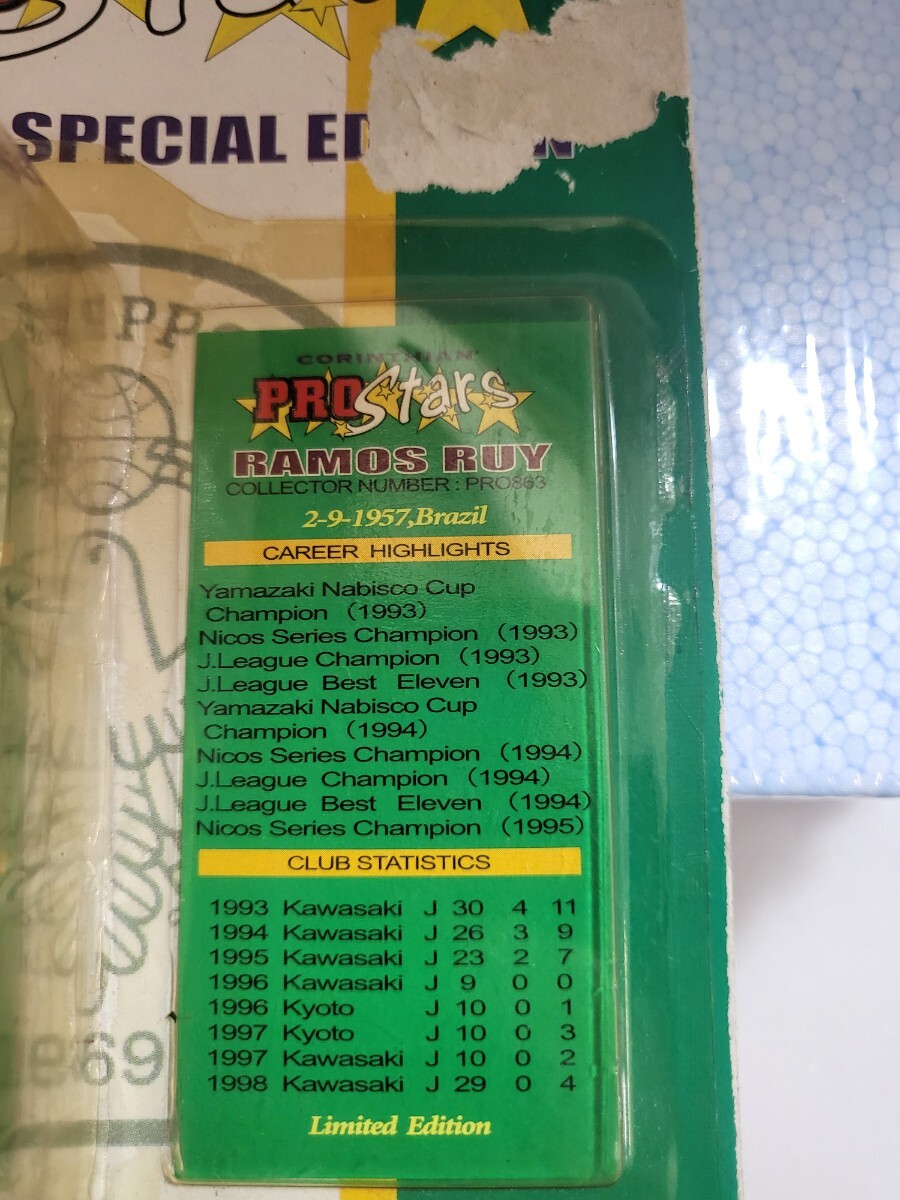 SPECIAL ED
N
CORINTHIAN
PRO Stars
RAMOS RUY
COLLECTOR NUMBER : PRO863
2-9-1957,Brazil
CAREER HIGHLIGHTS
Yamazaki Nabisco Cup
Champion (1993)
Nicos Series Champion (1993)
J.League Champion (1993)
J.League Best Eleven (1993)
Yamazaki Nabisco Cup
Champion (1994)
Nicos Series Champion (1994)
J.League Champion (1994)
J.League Best Eleven (1994)
Nicos Series Champion (1995)
CLUB STATISTICS
1993 Kawasaki J 30 4 11
1994 Kawasaki J 26 3 9
1995 Kawasaki J 23 2 7
1996 Kawasaki J 9 0 0
1996 Kyoto J 10 0 1
1997 Kyoto J 10 0 3
1997 Kawasaki J 10 0 2
1998 Kawasaki J 29 0 4
Limited Edition
1969